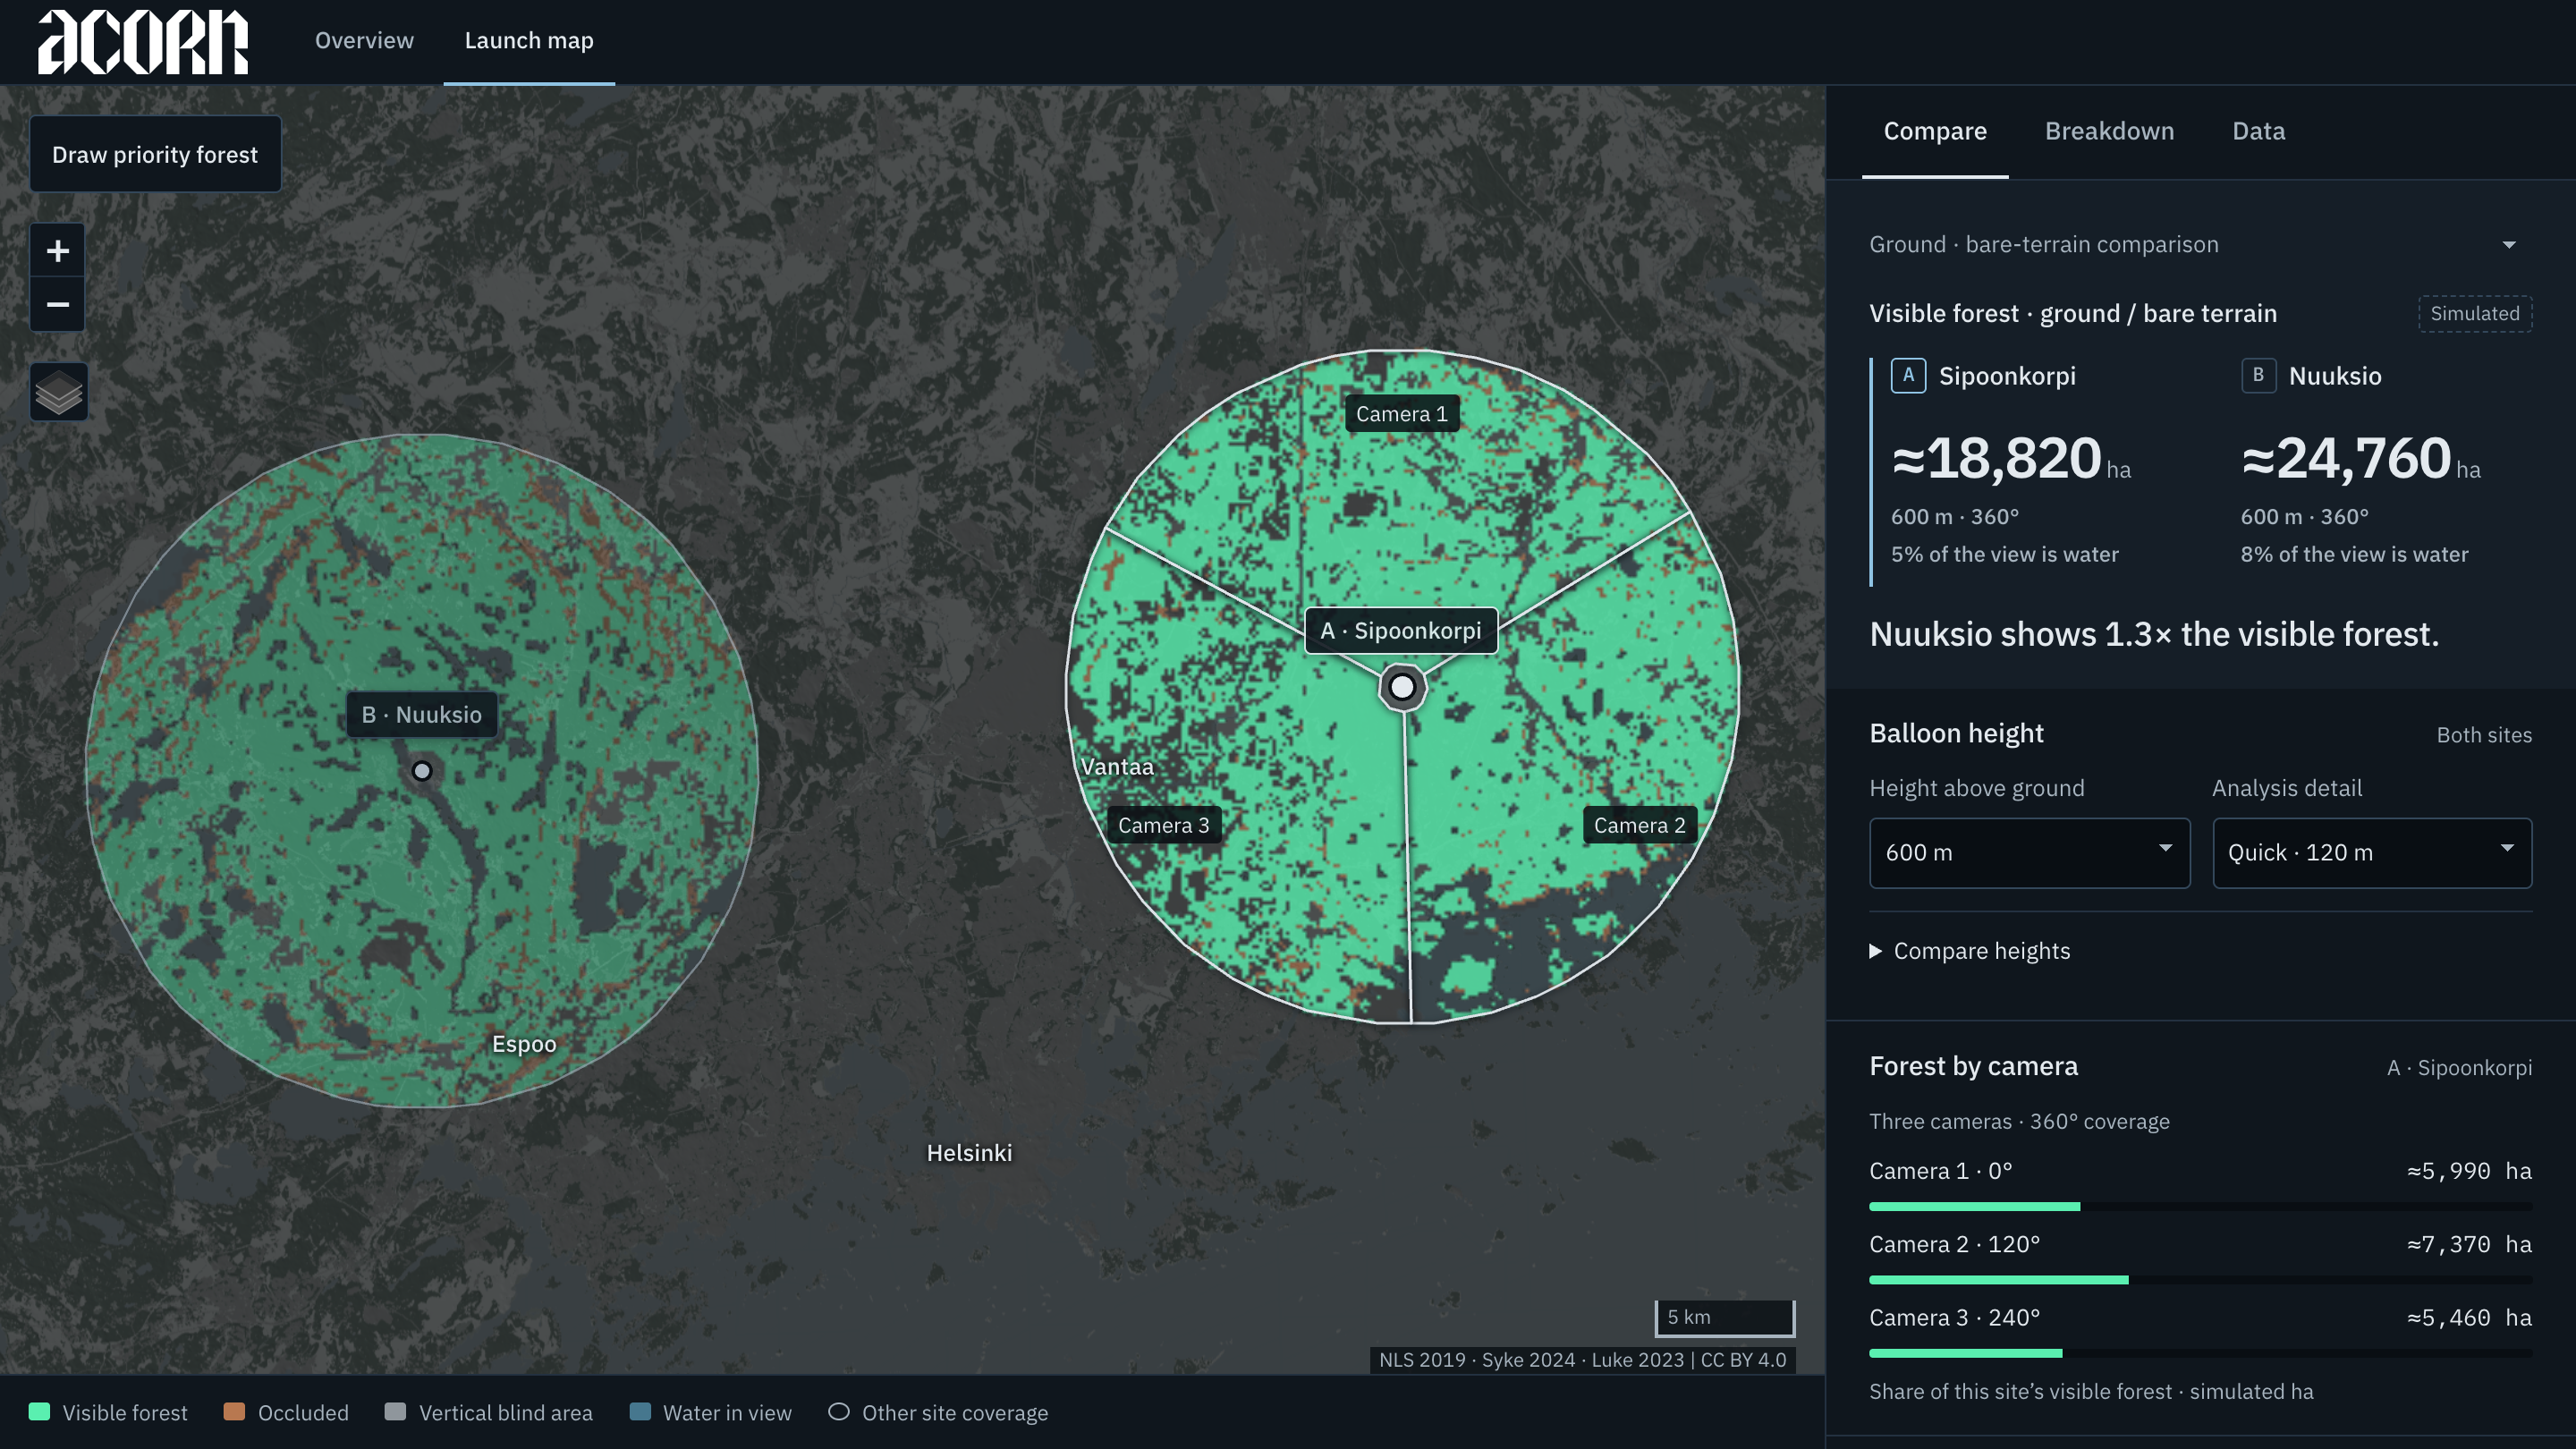 acorn
Overview
Launch map
Draw priority forest
+
−
Camera 1
A · Sipoonkorpi
B · Nuuksio
Vantaa
Camera 3
Camera 2
Espoo
Helsinki
5 km
NLS 2019 · Syke 2024 · Luke 2023 | CC BY 4.0
Visible forest
Occluded
Vertical blind area
Water in view
Other site coverage
Compare
Breakdown
Data
Ground · bare-terrain comparison
Visible forest · ground / bare terrain
Simulated
A Sipoonkorpi
≈18,820 ha
600 m · 360°
5% of the view is water
B Nuuksio
≈24,760 ha
600 m · 360°
8% of the view is water
Nuuksio shows 1.3× the visible forest.
Balloon height
Both sites
Height above ground
600 m
Analysis detail
Quick · 120 m
Compare heights
Forest by camera
A · Sipoonkorpi
Three cameras · 360° coverage
Camera 1 · 0° ≈5,990 ha
Camera 2 · 120° ≈7,370 ha
Camera 3 · 240° ≈5,460 ha
Share of this site’s visible forest · simulated ha